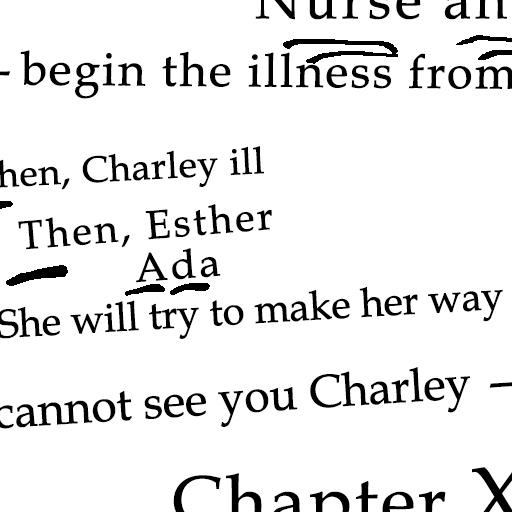 Nurse an
- begin the illness from
hen, Charley ill
Then, Esther
Ada
She will try to make her way
cannot see you Charley —
Chapter X